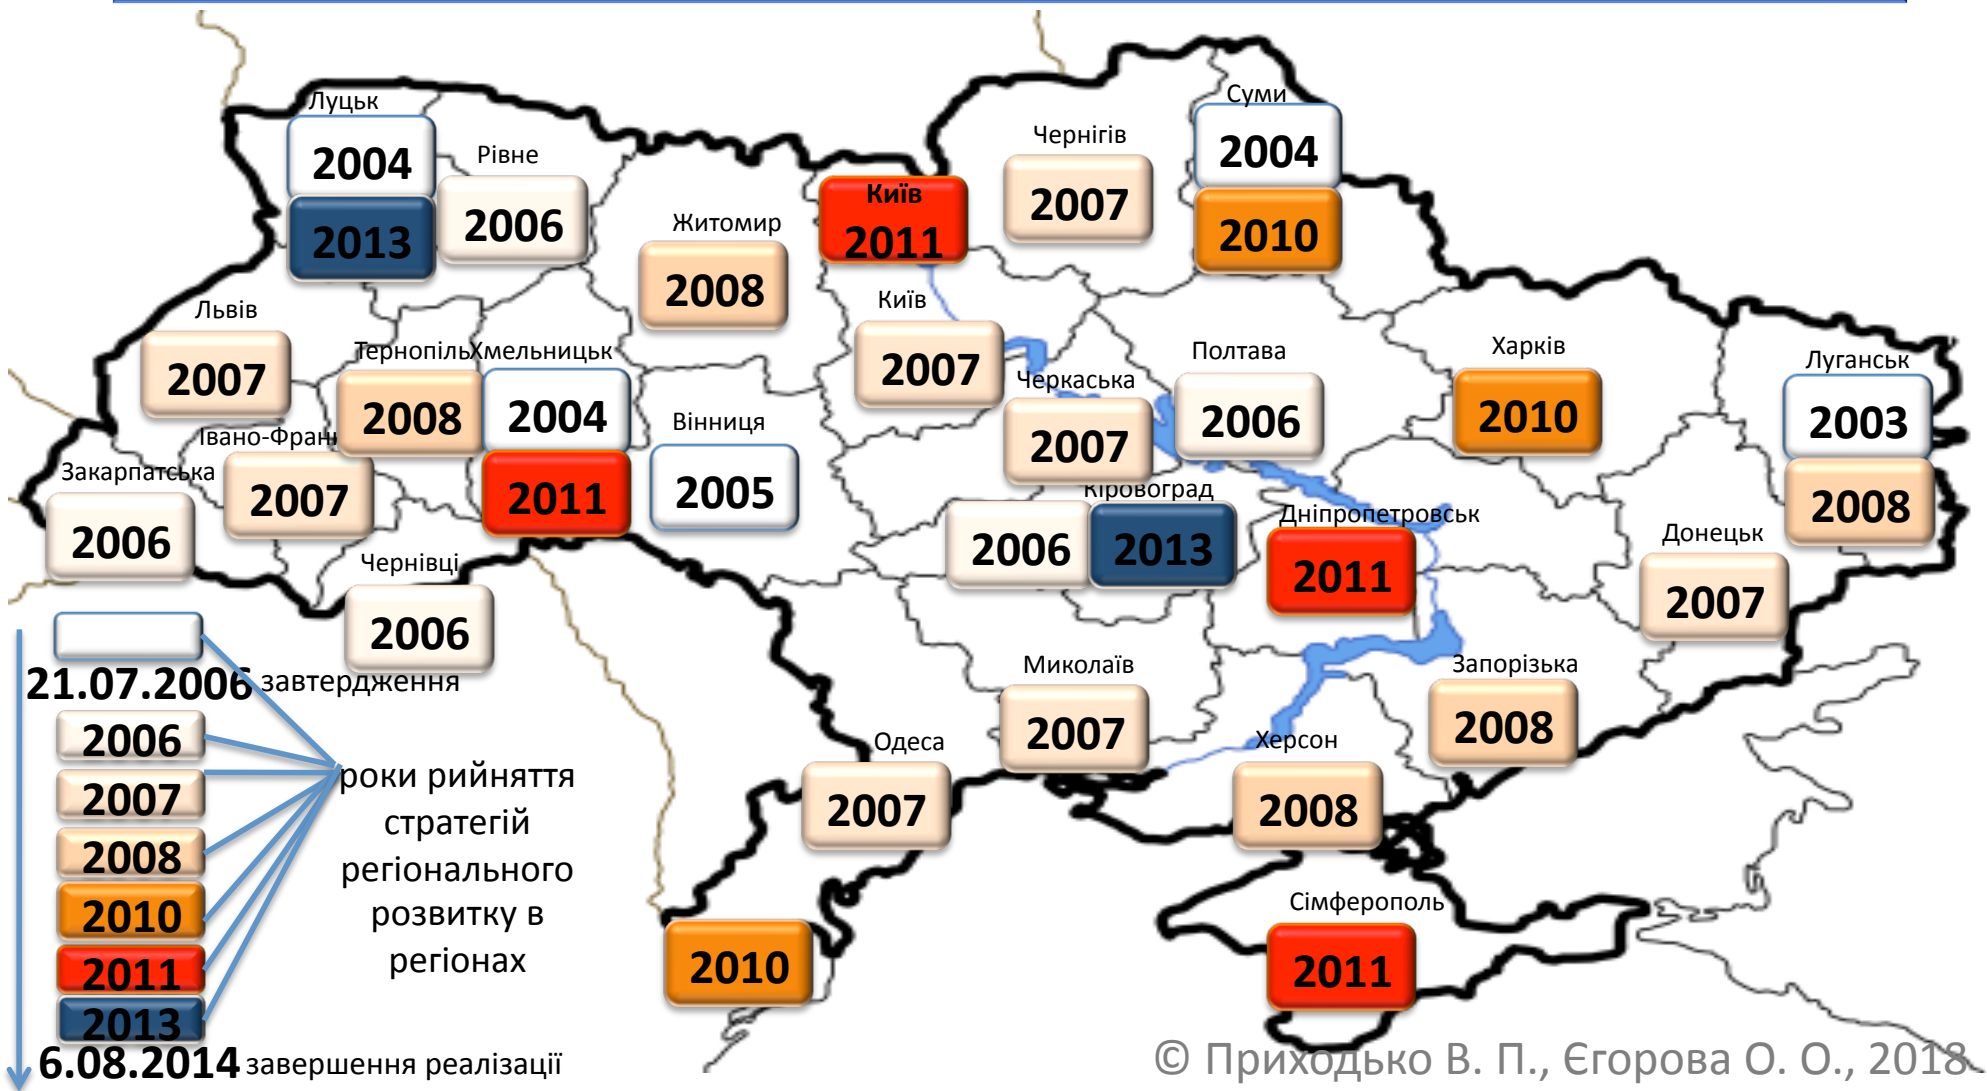 Луцьк
2004
2013
Рівне
2006
Житомир
2008
Київ
2011
Чернігів
2007
Суми
2004
2010
Львів
2007
Тернопіль
2008
Хмельницьк
2004
2011
Вінниця
2005
Київ
2007
Черкаська
2007
Полтава
2006
Харків
2010
Луганськ
2003
2008
Івано-Франк
2007
Закарпатська
2006
Чернівці
2006
Кіровоград
2006
2013
Дніпропетровськ
2011
Донецьк
2007
Миколаїв
2007
Запорізька
2008
Одеса
2007
2010
Херсон
2008
Сімферополь
2011
21.07.2006 завтердження
2006
2007
2008
2010
2011
2013
роки рийняття
стратегій
регіонального
розвитку в
регіонах
6.08.2014 завершення реалізації
© Приходько В. П., Єгорова О. О., 2018